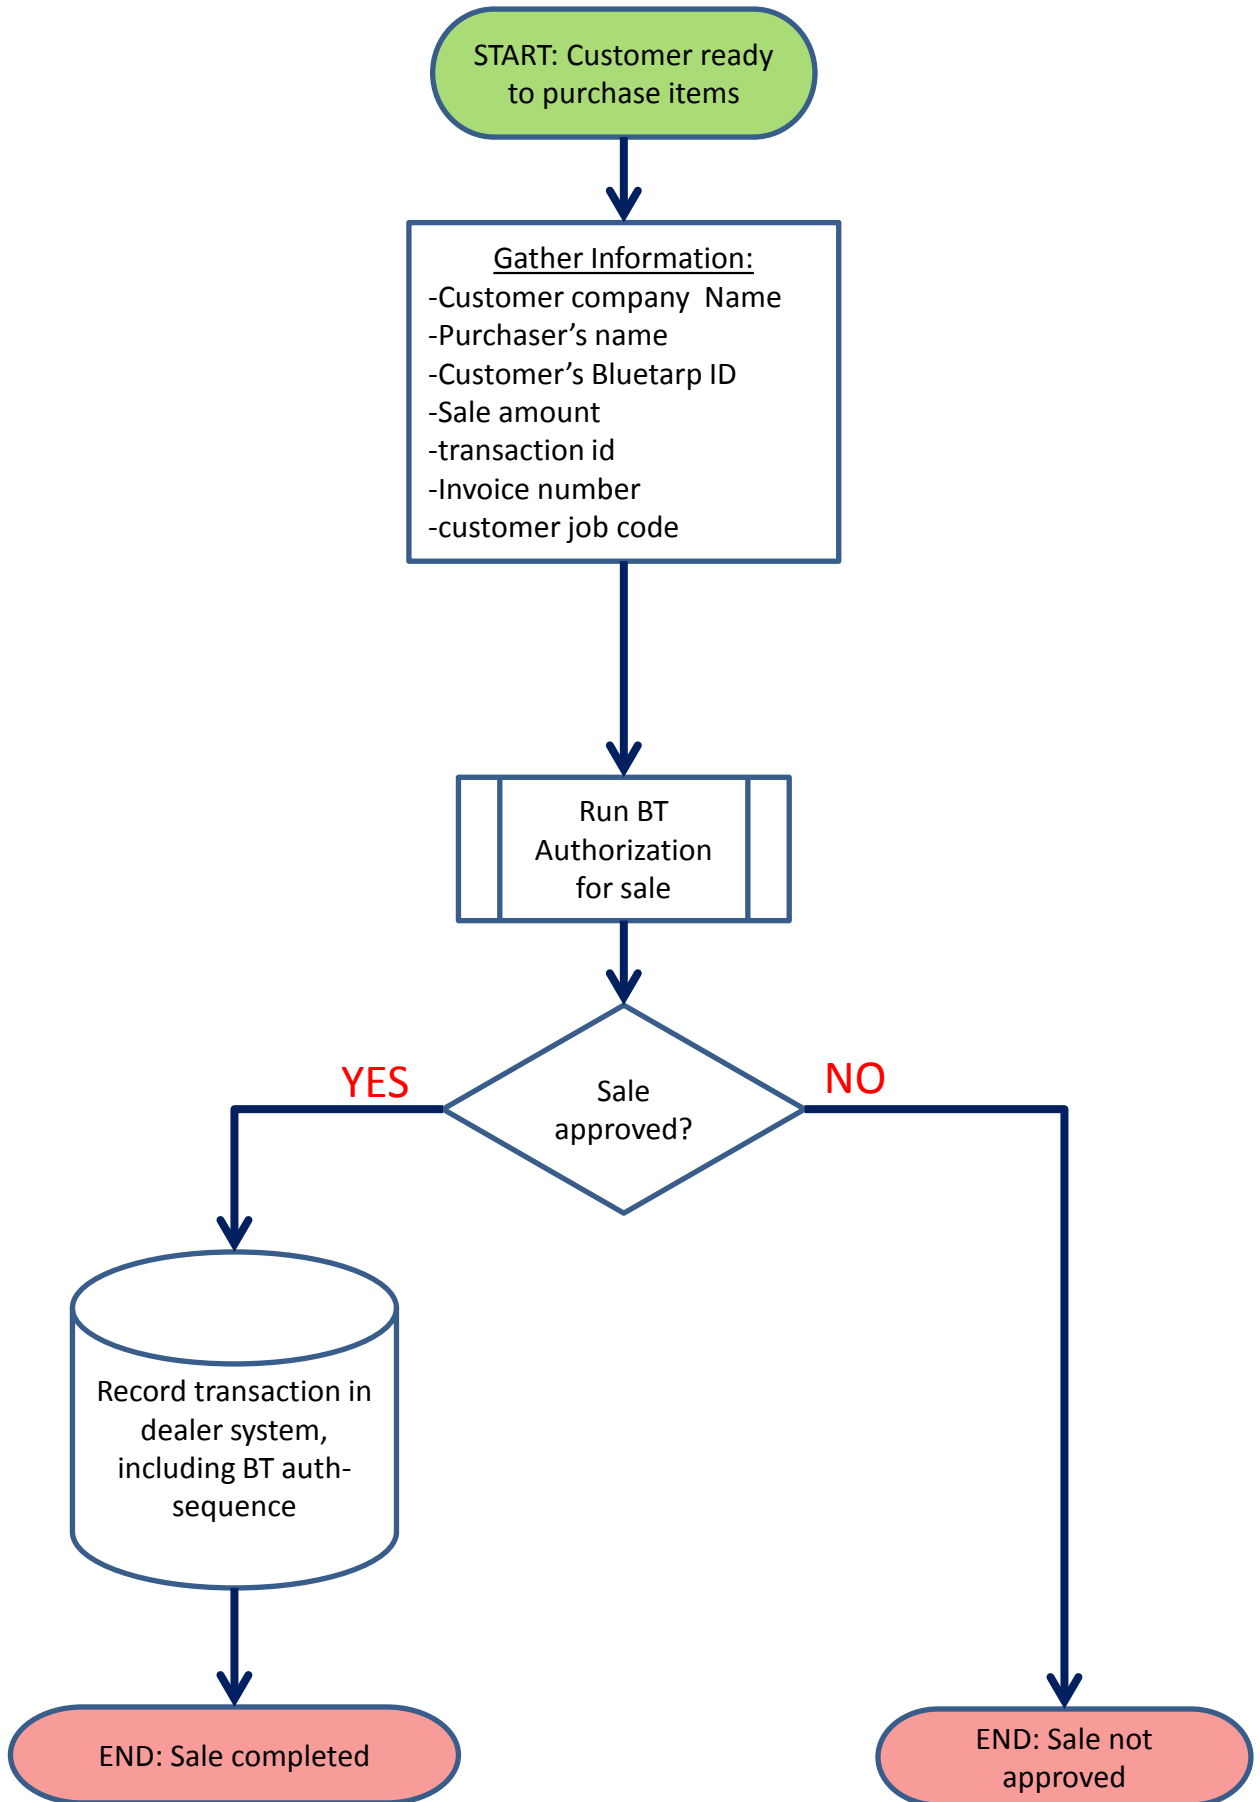 START: Customer ready
to purchase items
Gather Information:
-Customer company  Name
-Purchaser’s name
-Customer’s Bluetarp ID
-Sale amount
-transaction id
-Invoice number
-customer job code
Run BT
Authorization
for sale
Sale
approved?
YES
NO
Record transaction in
dealer system,
including BT auth-
sequence
END: Sale completed
END: Sale not
approved